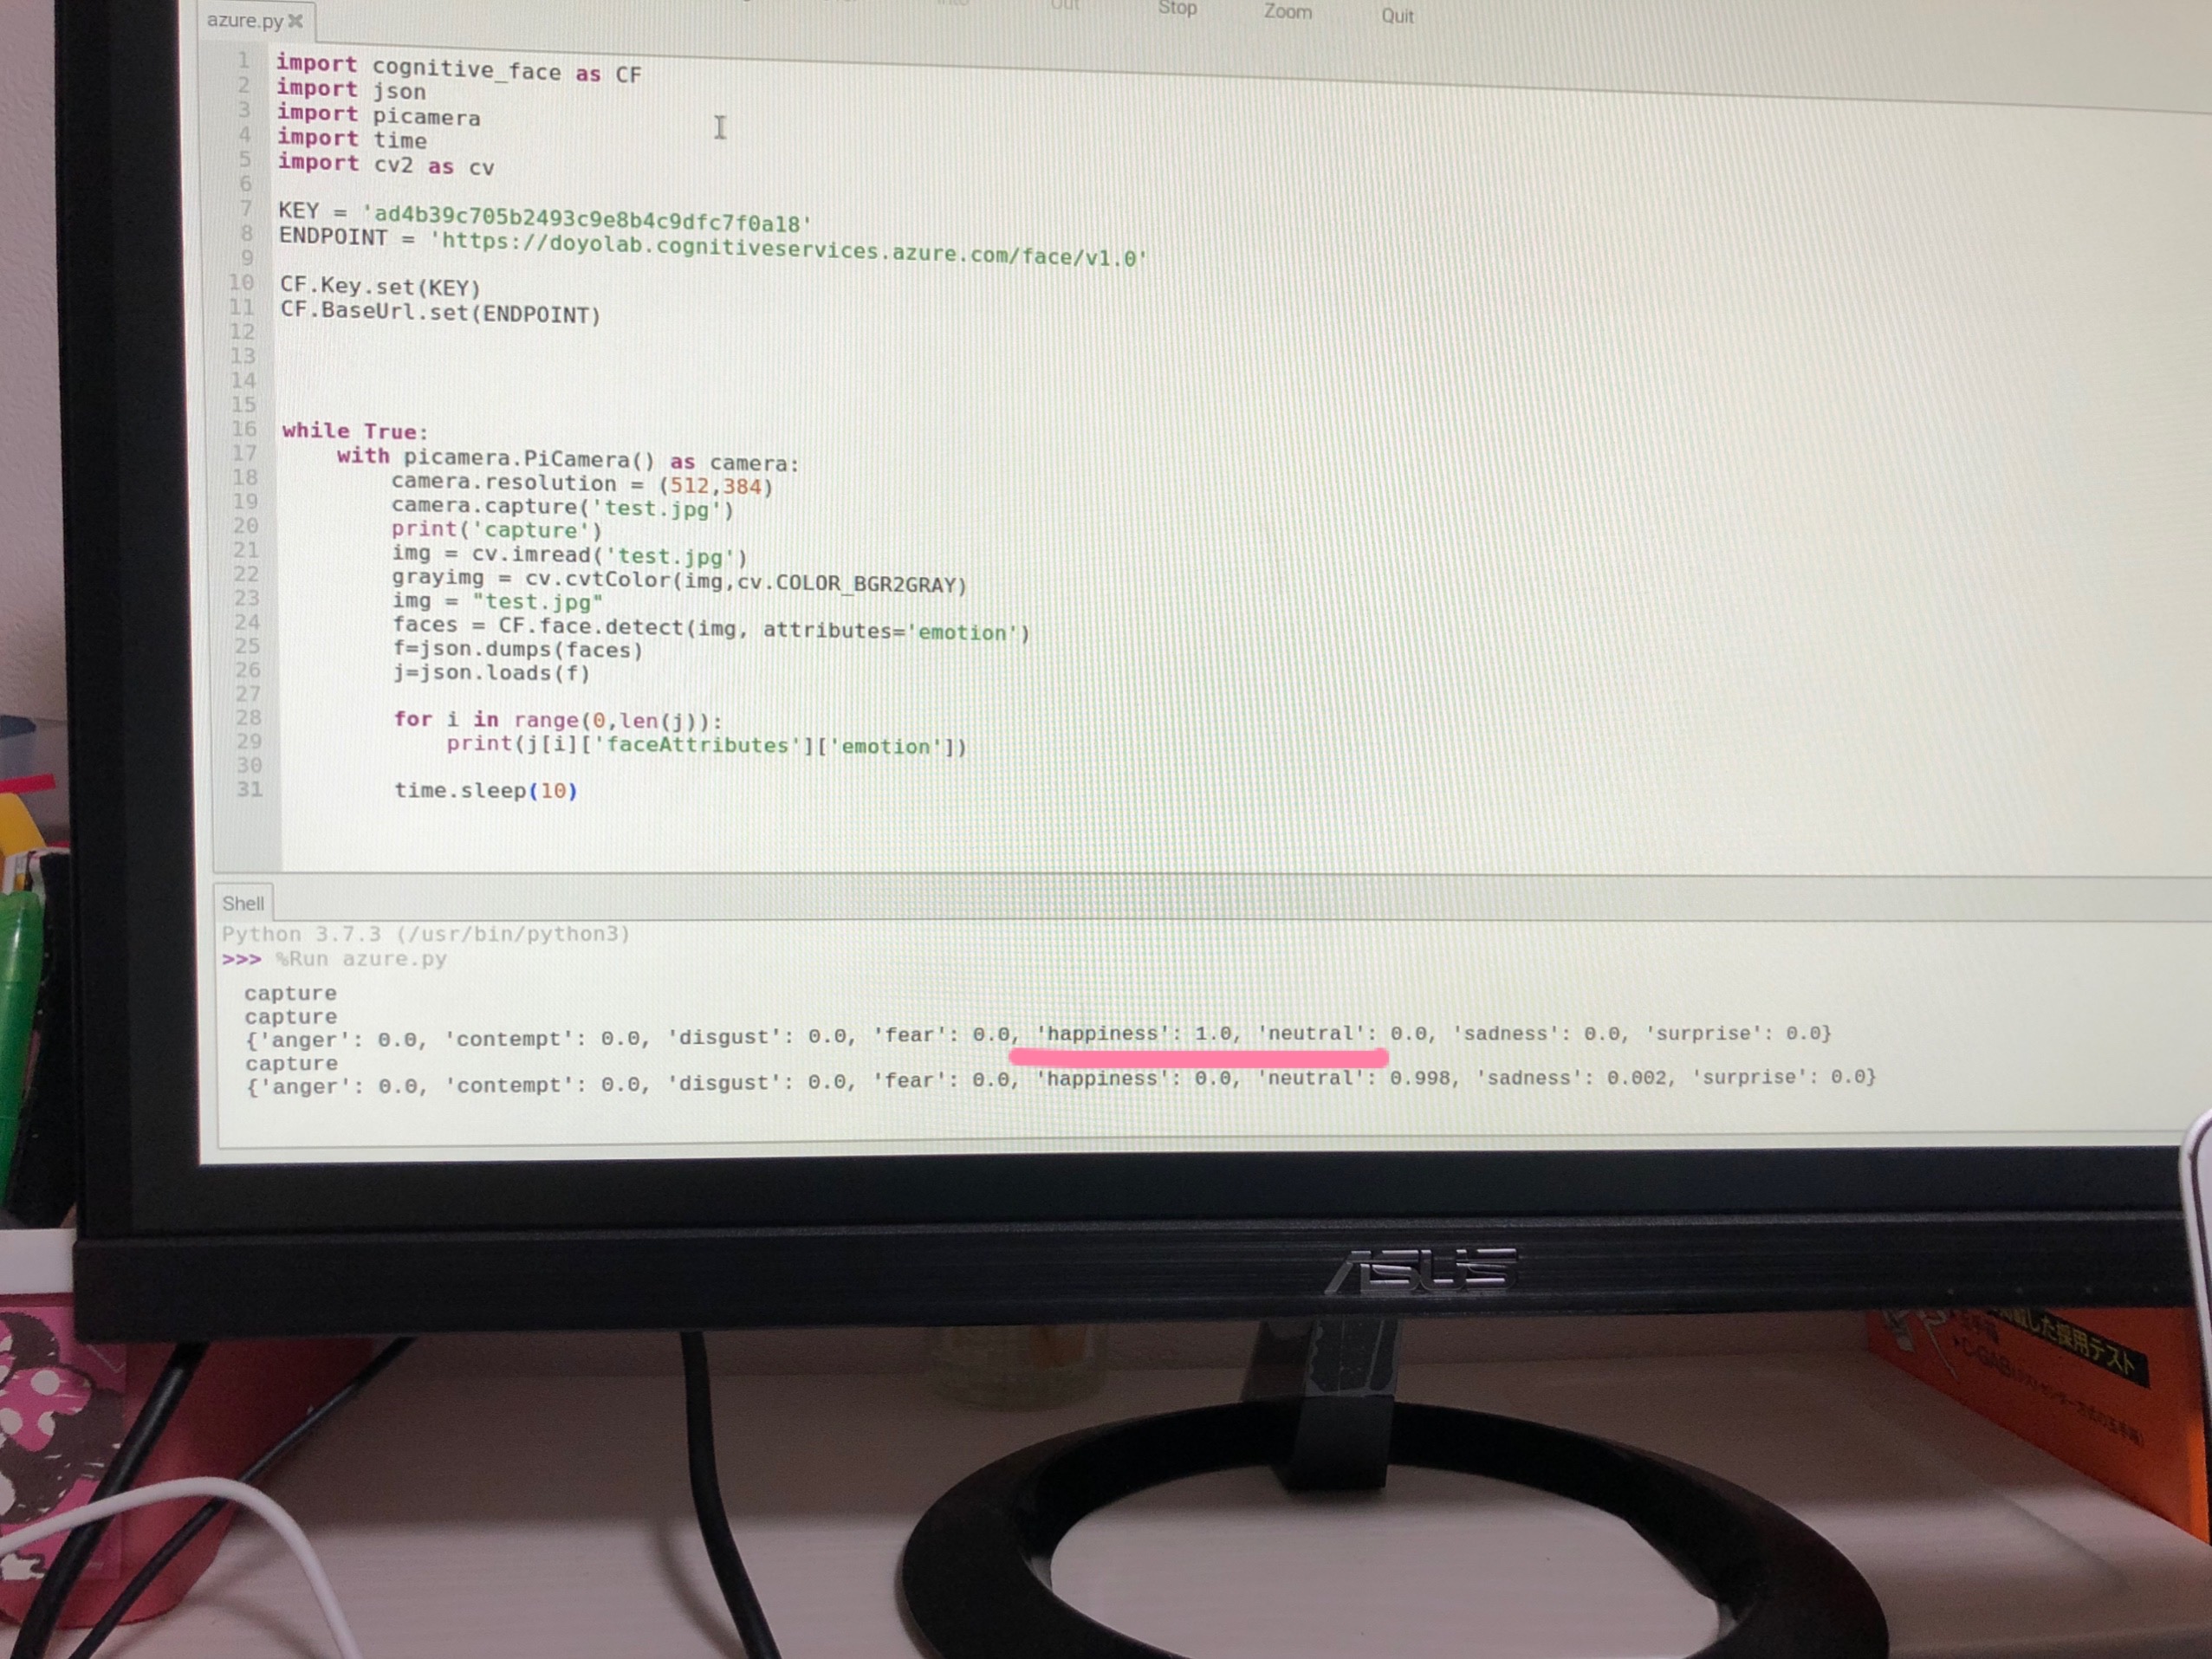 Stop Zoom Quit
azure.py
1 import cognitive_face as CF
2 import json
3 import picamera
4 import time
5 import cv2 as cv
6
7 KEY = 'ad4b39c705b2493c9e8b4c9dfc7f0a18'
8 ENDPOINT = 'https://doyolab.cognitiveservices.azure.com/face/v1.0'
9
10 CF.Key.set(KEY)
11 CF.BaseUrl.set(ENDPOINT)
12
13
14
15
16 while True:
17 with picamera.PiCamera() as camera:
18 camera.resolution = (512,384)
19 camera.capture('test.jpg')
20 print('capture')
21 img = cv.imread('test.jpg')
22 grayimg = cv.cvtColor(img,cv.COLOR_BGR2GRAY)
23 img = "test.jpg"
24 faces = CF.face.detect(img, attributes='emotion')
25 f=json.dumps(faces)
26 j=json.loads(f)
27
28 for i in range(0,len(j)):
29 print(j[i]['faceAttributes']['emotion'])
30
31 time.sleep(10)
Shell
Python 3.7.3 (/usr/bin/python3)
>>> %Run azure.py
capture
capture
{'anger': 0.0, 'contempt': 0.0, 'disgust': 0.0, 'fear': 0.0, 'happiness': 1.0, 'neutral': 0.0, 'sadness': 0.0, 'surprise': 0.0}
capture
{'anger': 0.0, 'contempt': 0.0, 'disgust': 0.0, 'fear': 0.0, 'happiness': 0.0, 'neutral': 0.998, 'sadness': 0.002, 'surprise': 0.0}
ASUS
した採用テスト